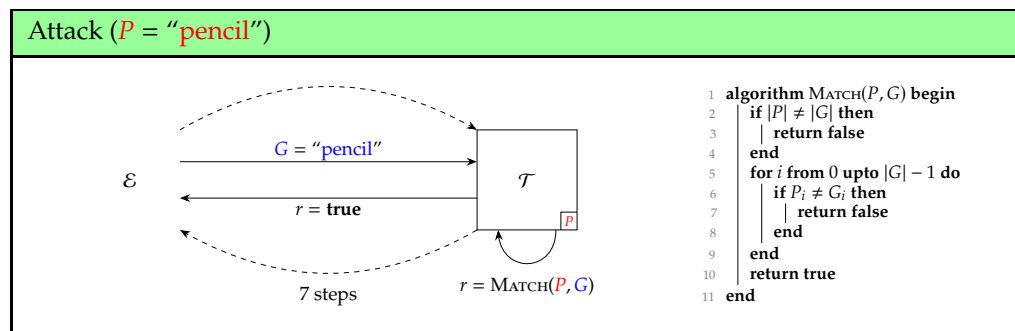 Attack (P = “pencil”)
G = “pencil”
ℰ
𝒯
r = true
P
r = Match(P, G)
7 steps
1 algorithm Match(P, G) begin
2 if |P| ≠ |G| then
3 return false
4 end
5 for i from 0 upto |G| − 1 do
6 if Pᵢ ≠ Gᵢ then
7 return false
8 end
9 end
10 return true
11 end